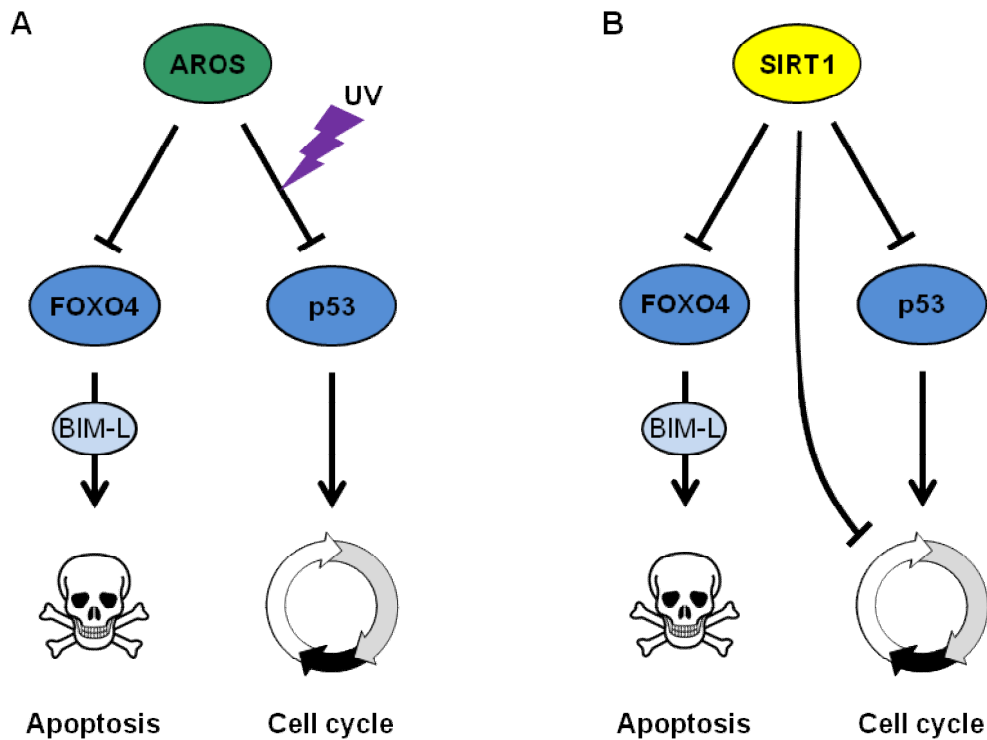 A
AROS
UV
FOXO4
p53
BIM-L
Apoptosis
Cell cycle
B
SIRT1
FOXO4
p53
BIM-L
Apoptosis
Cell cycle